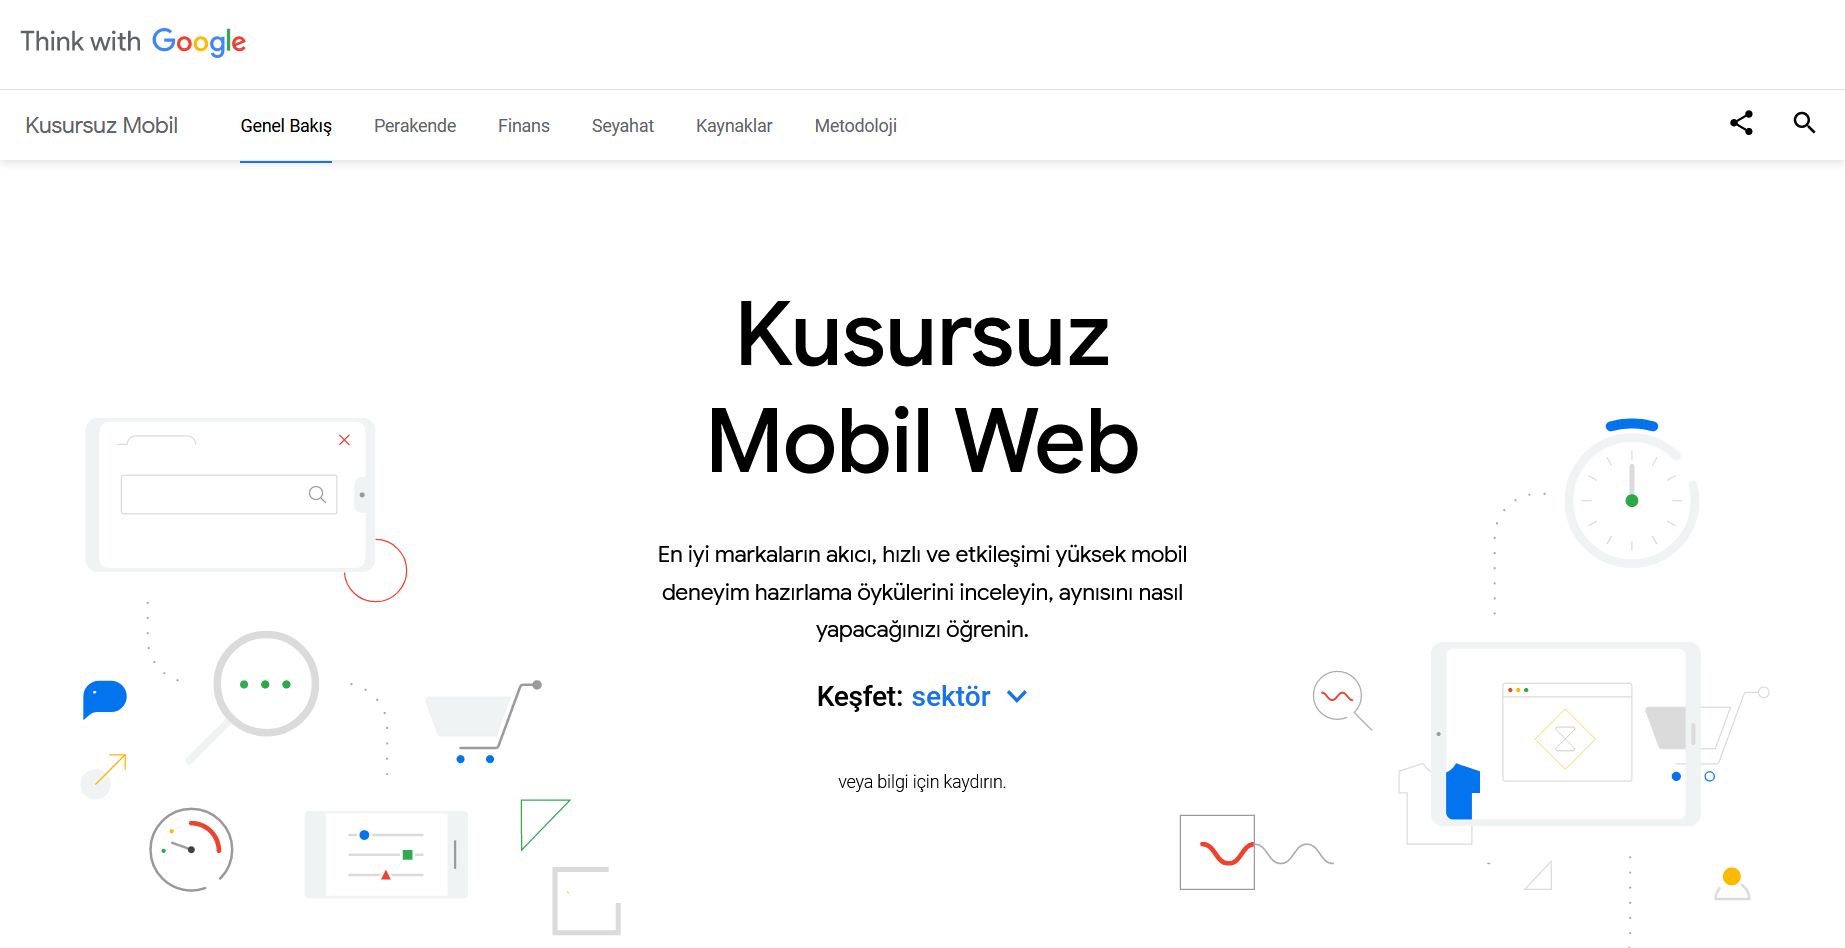 Think with Google
Kusursuz Mobil Genel Bakış Perakende Finans Seyahat Kaynaklar Metodoloji
Kusursuz
Mobil Web
En iyi markaların akıcı, hızlı ve etkileşimi yüksek mobil
deneyim hazırlama öykülerini inceleyin, aynısını nasıl
yapacağınızı öğrenin.
Keşfet: sektör
veya bilgi için kaydırın.